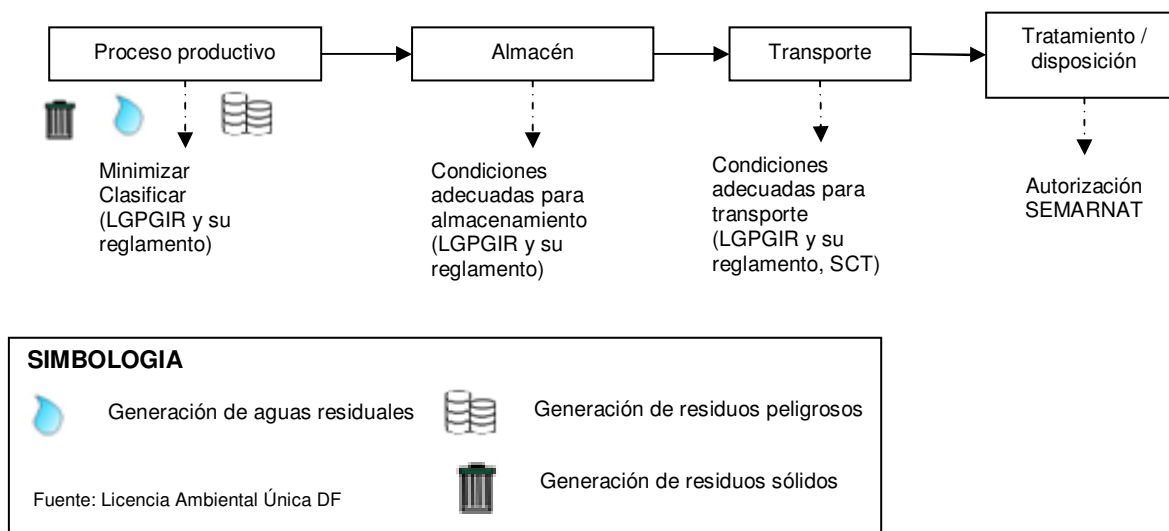 Proceso productivo
Almacén
Transporte
Tratamiento /
disposición
Minimizar
Clasificar
(LGPGIR y su
reglamento)
Condiciones
adecuadas para
almacenamiento
(LGPGIR y su
reglamento)
Condiciones
adecuadas para
transporte
(LGPGIR y su
reglamento, SCT)
Autorización
SEMARNAT
SIMBOLOGIA
Generación de aguas residuales
Generación de residuos peligrosos
Generación de residuos sólidos
Fuente: Licencia Ambiental Única DF